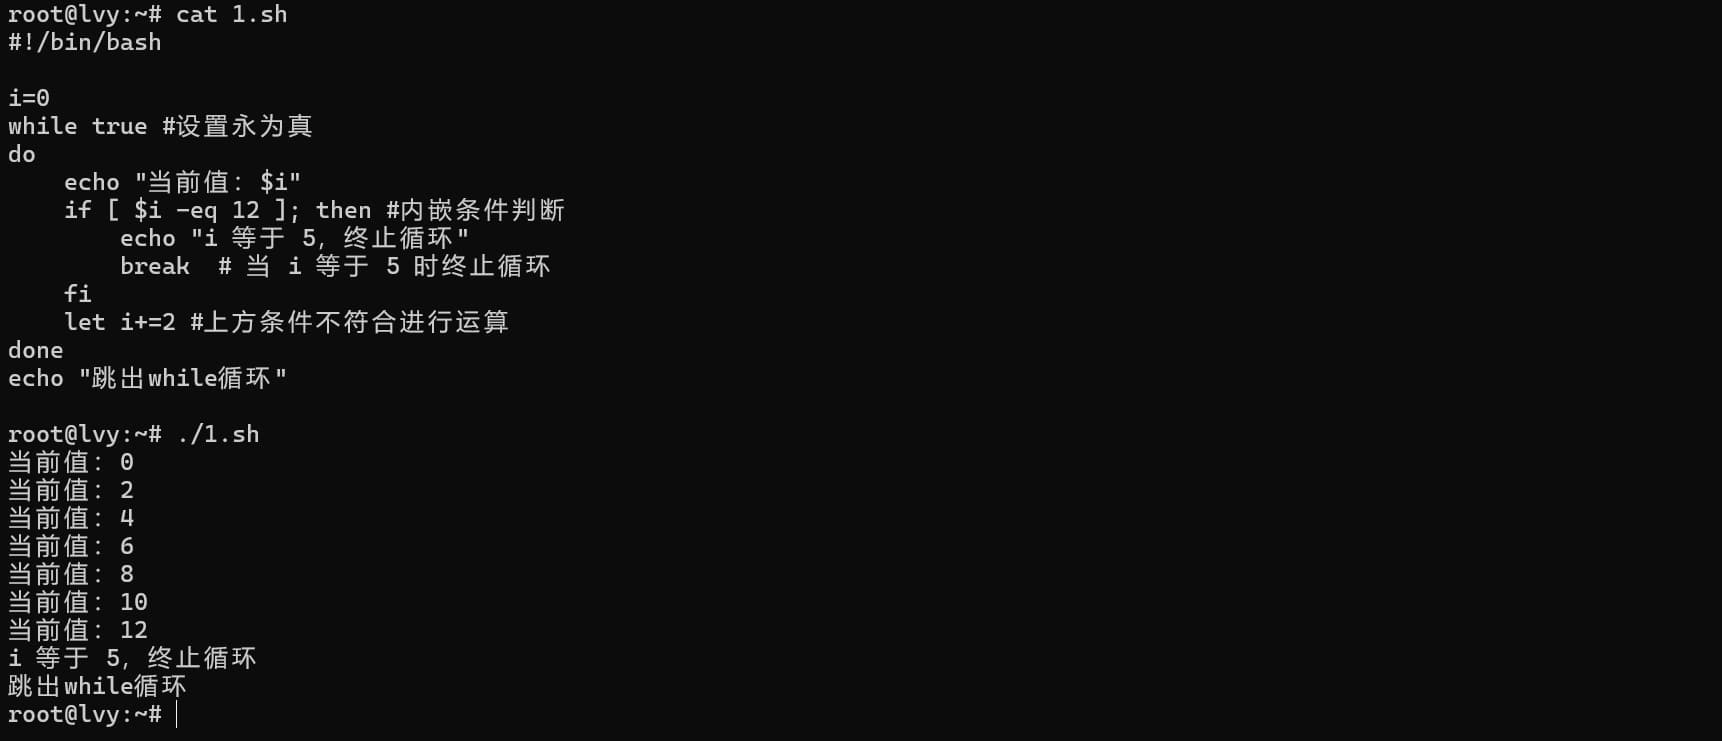 root@lvy:~# cat 1.sh
#!/bin/bash

i=0
while true #设置永为真
do
    echo "当前值: $i"
    if [ $i -eq 12 ]; then #内嵌条件判断
        echo "i 等于 5, 终止循环"
        break  # 当 i 等于 5 时终止循环
    fi
    let i+=2 #上方条件不符合进行运算
done
echo "跳出while循环"

root@lvy:~# ./1.sh
当前值: 0
当前值: 2
当前值: 4
当前值: 6
当前值: 8
当前值: 10
当前值: 12
i 等于 5, 终止循环
跳出while循环
root@lvy:~#